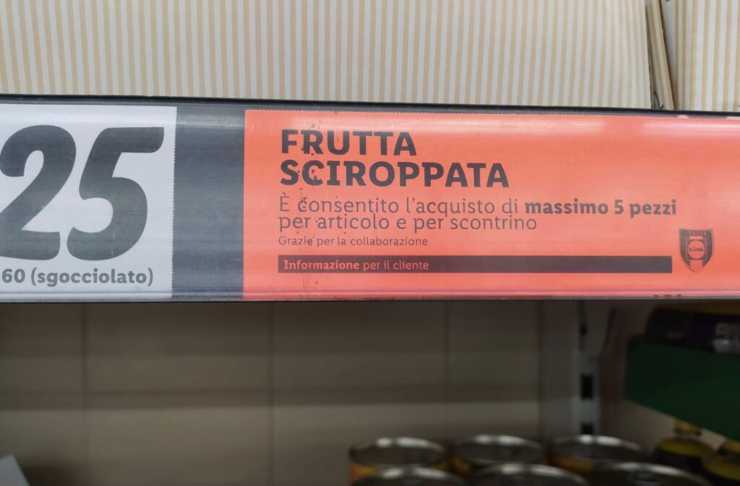 25
60 (sgocciolato)
FRUTTA
SCIROPPATA
È consentito l'acquisto di massimo 5 pezzi
per articolo e per scontrino
Grazie per la collaborazione
Informazione per il cliente